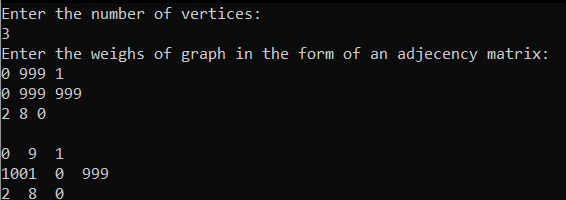 Enter the number of vertices:
3
Enter the weighs of graph in the form of an adjecency matrix:
0 999 1
0 999 999
2 8 0
0  9  1
1001  0  999
2  8  0